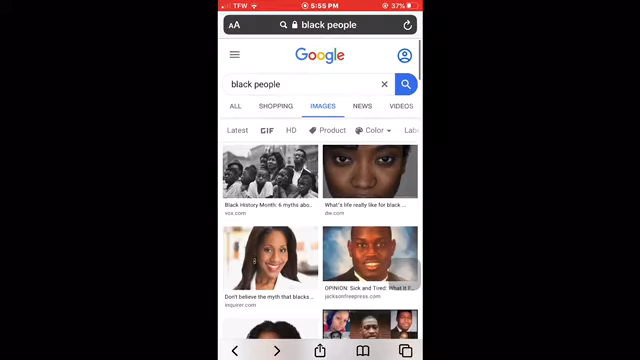 TFW 5:55 PM 37%
AA black people
Google
black people
ALL SHOPPING IMAGES NEWS VIDEOS
Latest GIF HD Product Color Labe
Black History Month: 6 myths abo..
vox.com
What's life really like for black ...
dw.com
Don't believe the myth that blacks ..
inquirer.com
OPINION: Sick and Tired: What It F..
jacksonfreepress.com